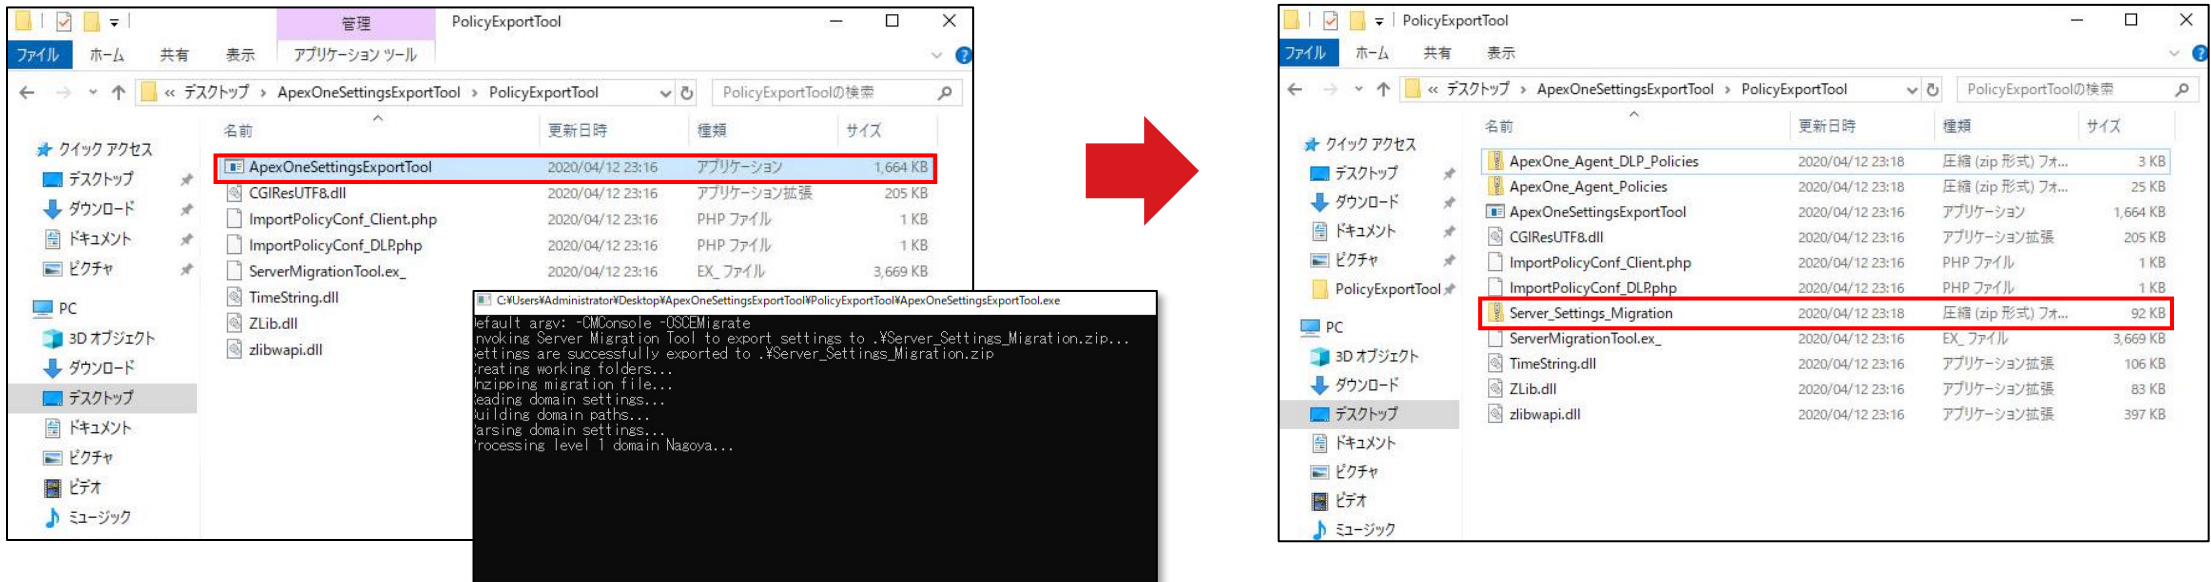 管理
PolicyExportTool
ファイル ホーム 共有 表示 アプリケーション ツール
« デスクトップ › ApexOneSettingsExportTool › PolicyExportTool
PolicyExportToolの検索
名前 更新日時 種類 サイズ
クイック アクセス
デスクトップ
ダウンロード
ドキュメント
ピクチャ
PC
3D オブジェクト
ダウンロード
デスクトップ
ドキュメント
ピクチャ
ビデオ
ミュージック
ApexOneSettingsExportTool 2020/04/12 23:16 アプリケーション 1,664 KB
CGIResUTF8.dll 2020/04/12 23:16 アプリケーション拡張 205 KB
ImportPolicyConf_Client.php 2020/04/12 23:16 PHP ファイル 1 KB
ImportPolicyConf_DLP.php 2020/04/12 23:16 PHP ファイル 1 KB
ServerMigrationTool.ex_ 2020/04/12 23:16 EX_ ファイル 3,669 KB
TimeString.dll
ZLib.dll
zlibwapi.dll
C:¥Users¥Administrator¥Desktop¥ApexOneSettingsExportTool¥PolicyExportTool¥ApexOneSettingsExportTool.exe
efault argv: -CMConsole -OSCEMigrate
nvoking Server Migration Tool to export settings to .¥Server_Settings_Migration.zip...
ettings are successfully exported to .¥Server_Settings_Migration.zip
reating working folders...
nzipping migration file...
eading domain settings...
uilding domain paths...
arsing domain settings...
rocessing level 1 domain Nagoya...
PolicyExportTool
ファイル ホーム 共有 表示
« デスクトップ › ApexOneSettingsExportTool › PolicyExportTool
PolicyExportToolの検索
名前 更新日時 種類 サイズ
クイック アクセス
デスクトップ
ダウンロード
ドキュメント
ピクチャ
PolicyExportTool
PC
3D オブジェクト
ダウンロード
デスクトップ
ドキュメント
ピクチャ
ビデオ
ミュージック
ApexOne_Agent_DLP_Policies 2020/04/12 23:18 圧縮 (zip 形式) フォ... 3 KB
ApexOne_Agent_Policies 2020/04/12 23:18 圧縮 (zip 形式) フォ... 25 KB
ApexOneSettingsExportTool 2020/04/12 23:16 アプリケーション 1,664 KB
CGIResUTF8.dll 2020/04/12 23:16 アプリケーション拡張 205 KB
ImportPolicyConf_Client.php 2020/04/12 23:16 PHP ファイル 1 KB
ImportPolicyConf_DLP.php 2020/04/12 23:16 PHP ファイル 1 KB
Server_Settings_Migration 2020/04/12 23:18 圧縮 (zip 形式) フォ... 92 KB
ServerMigrationTool.ex_ 2020/04/12 23:16 EX_ ファイル 3,669 KB
TimeString.dll 2020/04/12 23:16 アプリケーション拡張 106 KB
ZLib.dll 2020/04/12 23:16 アプリケーション拡張 83 KB
zlibwapi.dll 2020/04/12 23:16 アプリケーション拡張 397 KB